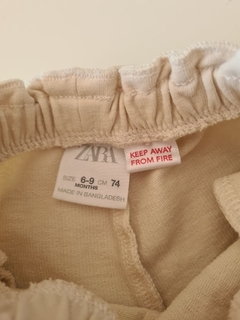 ZARA
SIZE 6-9 MONTHS CM 74
MADE IN BANGLADESH
KEEP AWAY
FROM FIRE